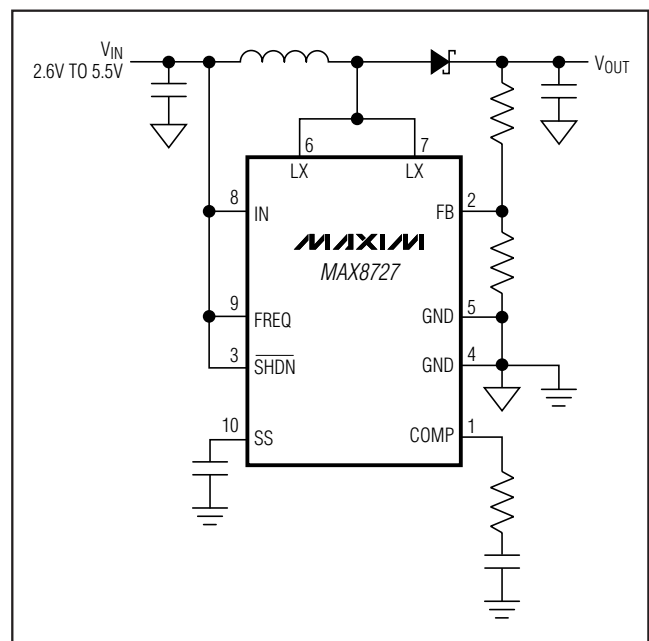 VIN
2.6V TO 5.5V
VOUT
6
7
LX
LX
8
IN
2
FB
MAXIM
MAX8727
9
FREQ
5
GND
3
SHDN
4
GND
10
SS
1
COMP